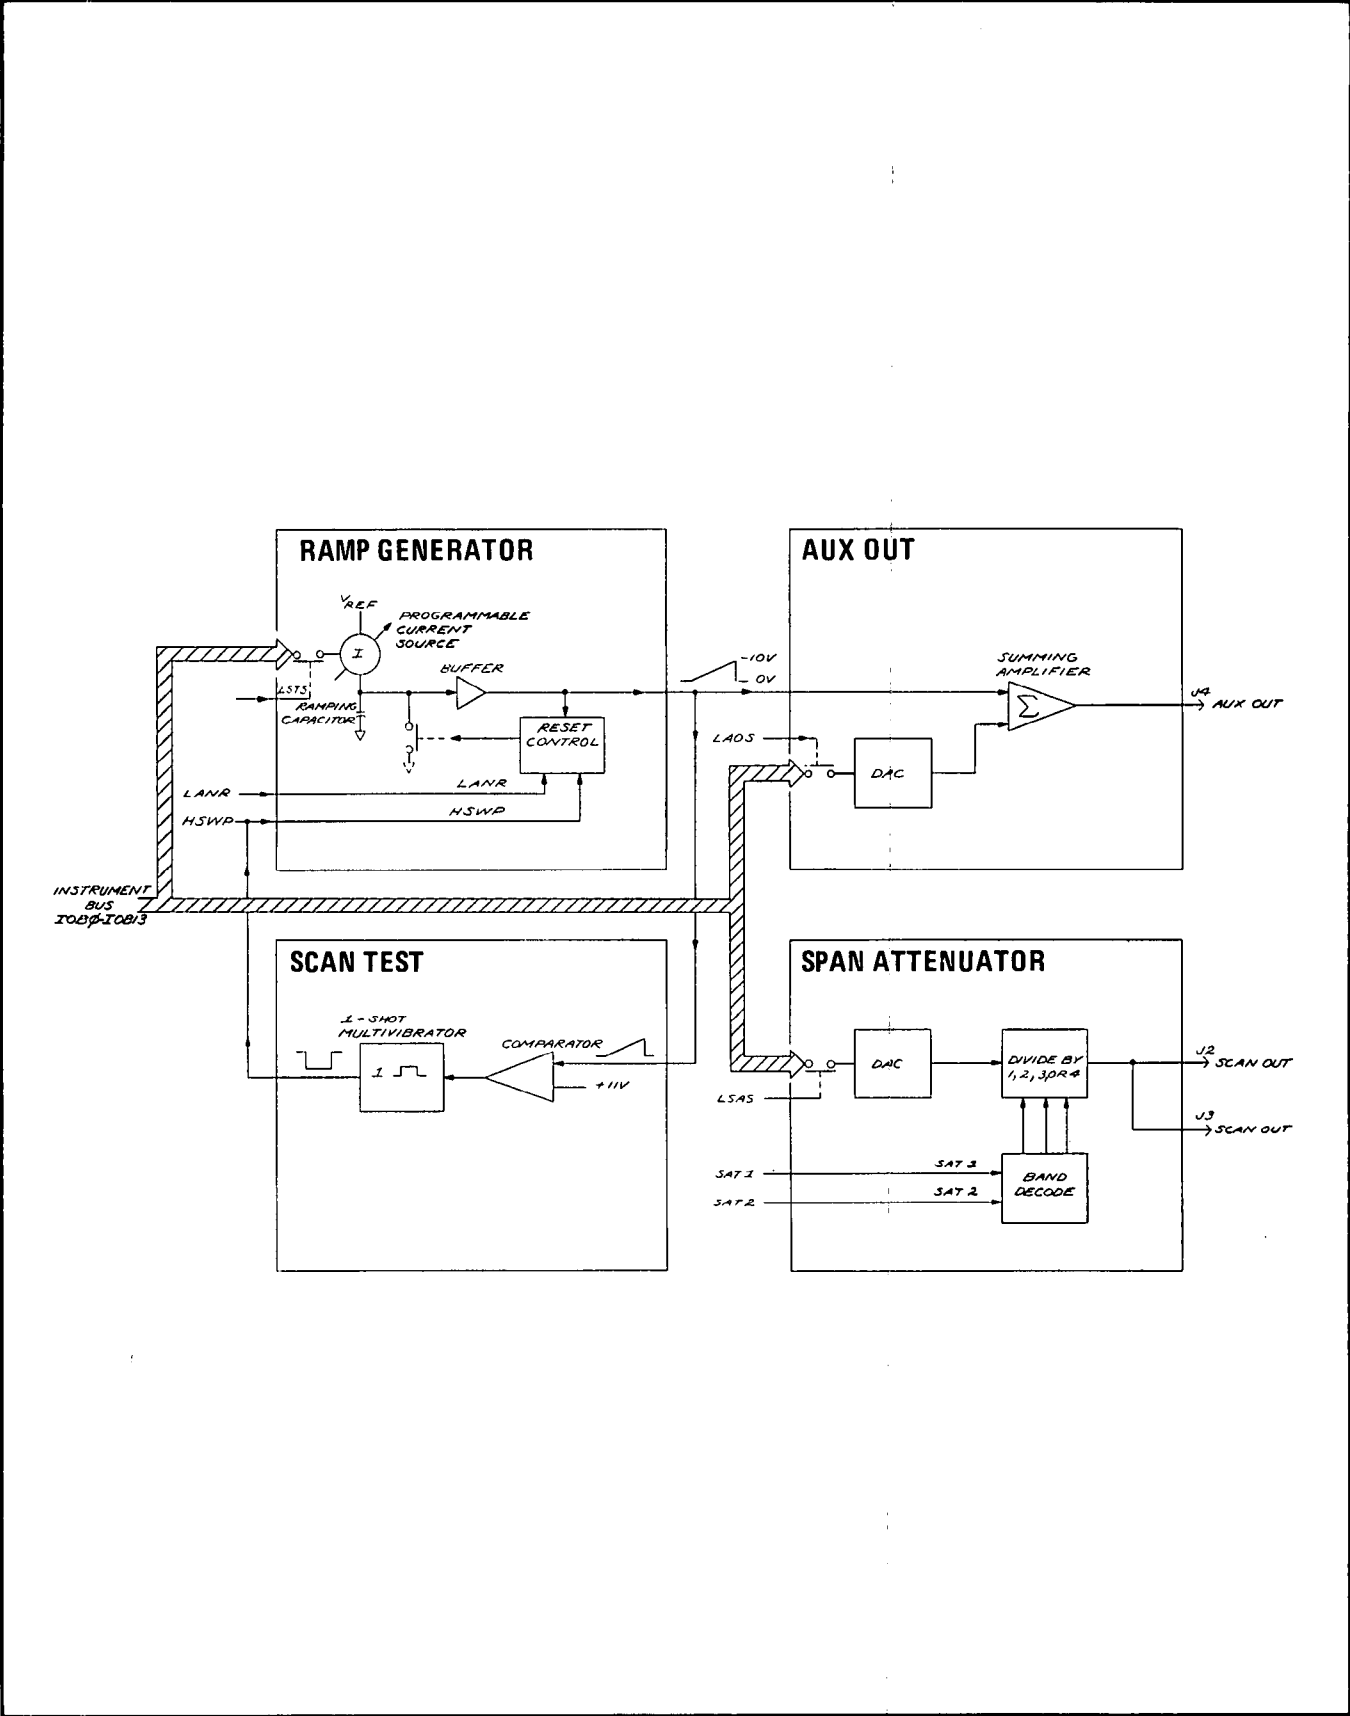 RAMP GENERATOR
VREF
PROGRAMMABLE
CURRENT
SOURCE
I
LSTS
RAMPING
CAPACITOR
BUFFER
RESET
CONTROL
LANR
LANR
HSWP
HSWP
-10V
- 0V
AUX OUT
SUMMING
AMPLIFIER
Σ
J4
AUX OUT
LAOS
DAC
INSTRUMENT
BUS
IOBØ-IOB13
SCAN TEST
1-SHOT
MULTIVIBRATOR
1
COMPARATOR
+11V
SPAN ATTENUATOR
DAC
DIVIDE BY
1, 2, 3, OR 4
J2
SCAN OUT
J3
SCAN OUT
LSAS
SAT 1
SAT 1
SAT 2
SAT 2
BAND
DECODE